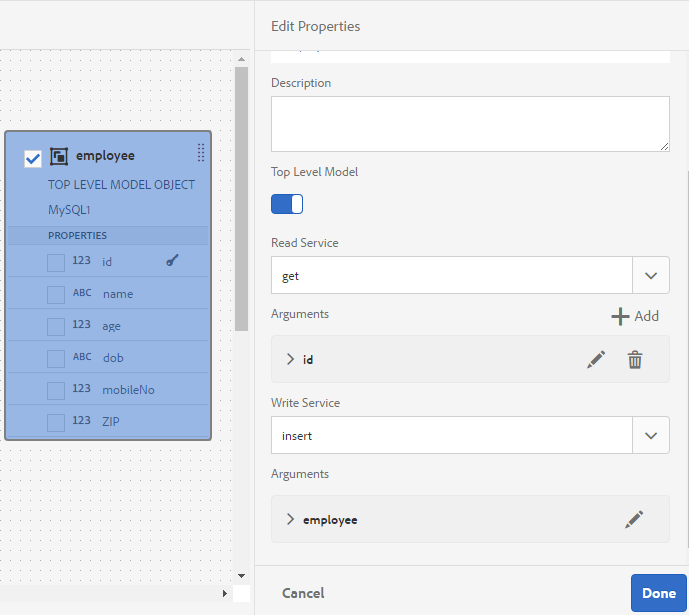 Edit Properties
employee
TOP LEVEL MODEL OBJECT
MySQL1
PROPERTIES
123 id
ABC name
123 age
ABC dob
123 mobileNo
123 ZIP
Description
Top Level Model
Read Service
get
Arguments
Add
id
Write Service
insert
Arguments
employee
Cancel
Done